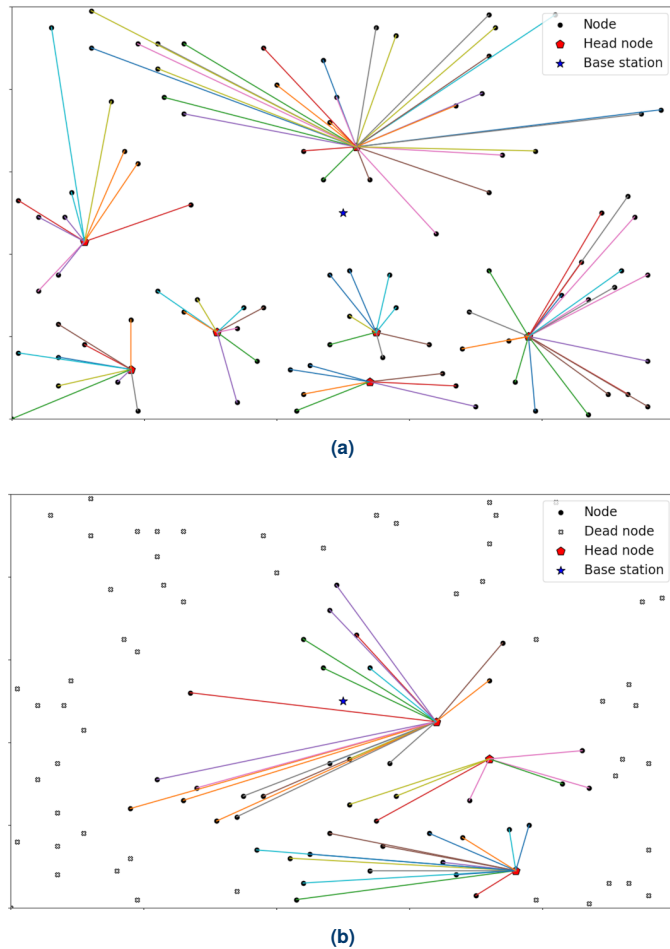 Node
Head node
Base station
(a)
Node
Dead node
Head node
Base station
(b)